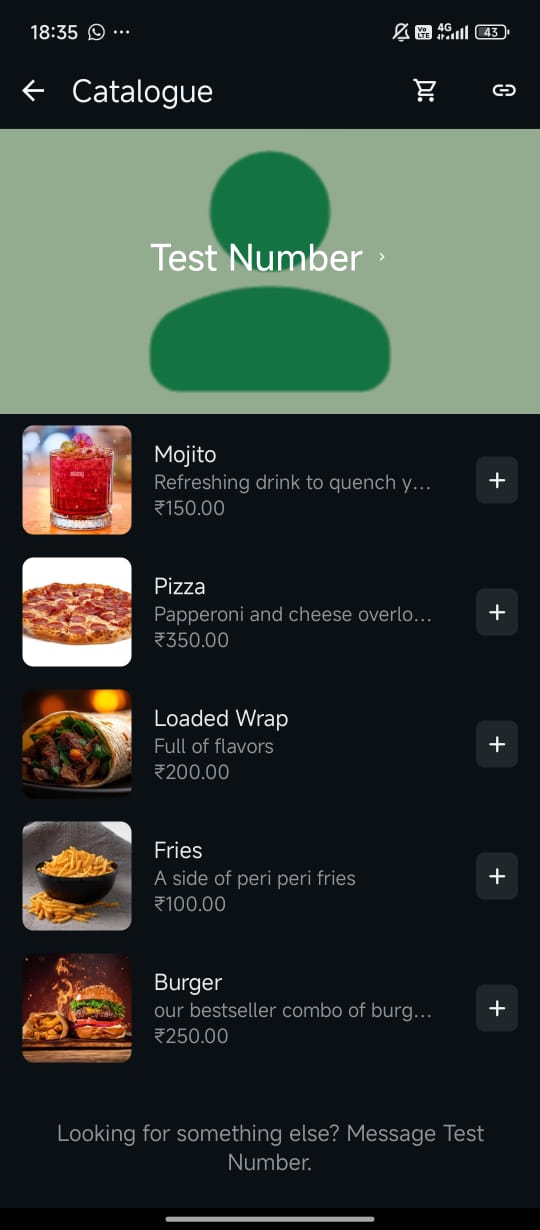 18:35
Vo
LTE
4G
43
Catalogue
Test Number
Mojito
Refreshing drink to quench y...
₹150.00
Pizza
Papperoni and cheese overlo...
₹350.00
Loaded Wrap
Full of flavors
₹200.00
Fries
A side of peri peri fries
₹100.00
Burger
our bestseller combo of burg...
₹250.00
Looking for something else? Message Test
Number.